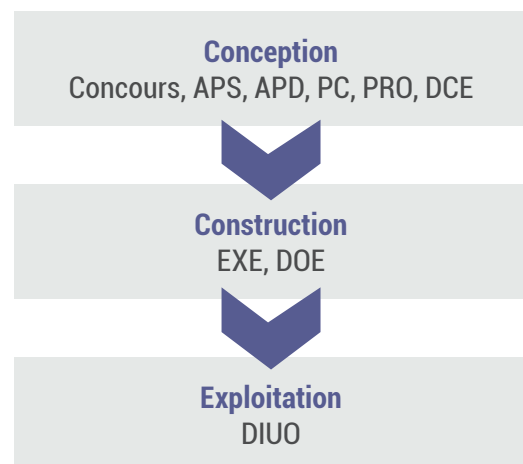 Conception
Concours, APS, APD, PC, PRO, DCE
Construction
EXE, DOE
Exploitation
DIUO